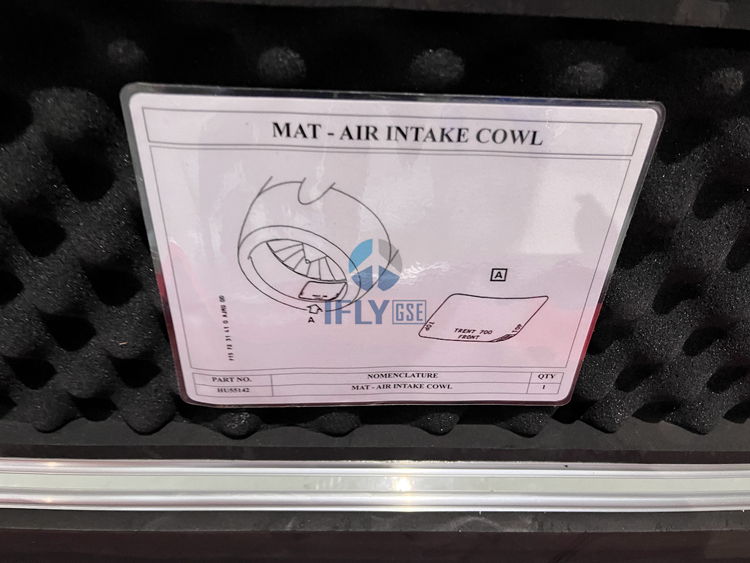 MAT - AIR INTAKE COWL
A
A
TRENT 700
FRONT
TOP
IFLY GSE
PART NO.
NOMENCLATURE
QTY
HU55142
MAT - AIR INTAKE COWL
1